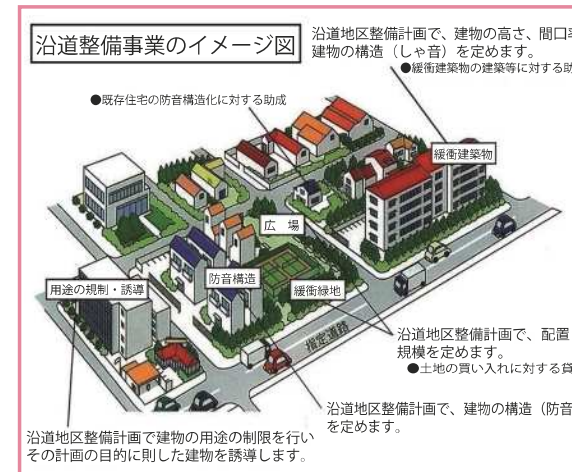 沿道整備事業のイメージ図
沿道地区整備計画で、建物の高さ、間口率
建物の構造（しゃ音）を定めます。
●緩衝建築物の建築等に対する助
●既存住宅の防音構造化に対する助成
緩衝建築物
広　場
防音構造
緩衝緑地
用途の規制・誘導
指定道路
沿道地区整備計画で、配置
規模を定めます。
●土地の買い入れに対する貸
沿道地区整備計画で、建物の構造（防音
を定めます。
沿道地区整備計画で建物の用途の制限を行い
その計画の目的に則した建物を誘導します。